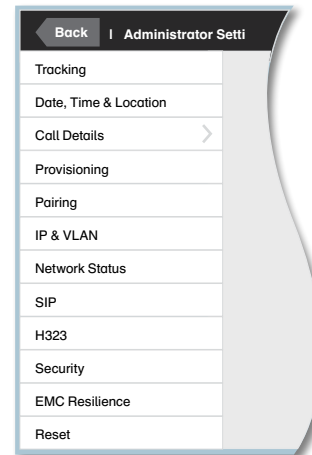 Back | Administrator Setti
Tracking
Date, Time & Location
Call Details
Provisioning
Pairing
IP & VLAN
Network Status
SIP
H323
Security
EMC Resilience
Reset